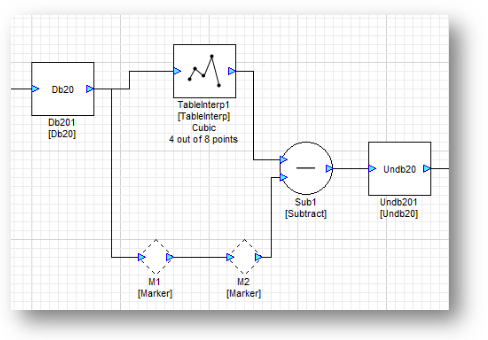 Db20
Db201
[Db20]
TableInterp1
[TableInterp]
Cubic
4 out of 8 points
Sub1
[Subtract]
Undb20
Undb201
[Undb20]
M1
[Marker]
M2
[Marker]